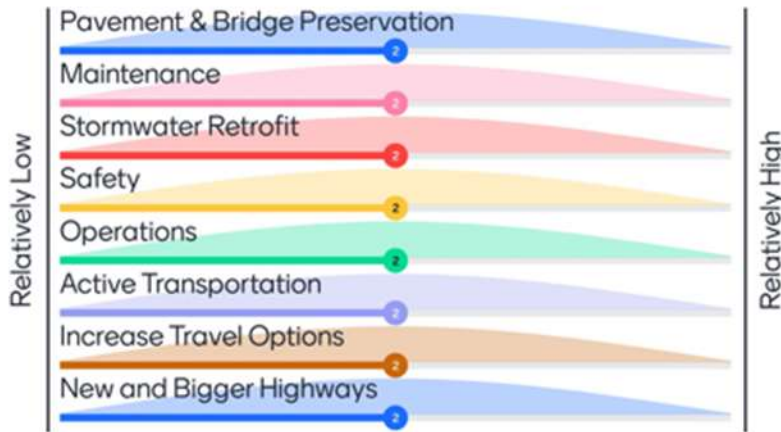 Relatively Low
Pavement & Bridge Preservation
2
Maintenance
2
Stormwater Retrofit
2
Safety
2
Operations
2
Active Transportation
2
Increase Travel Options
2
New and Bigger Highways
2
Relatively High